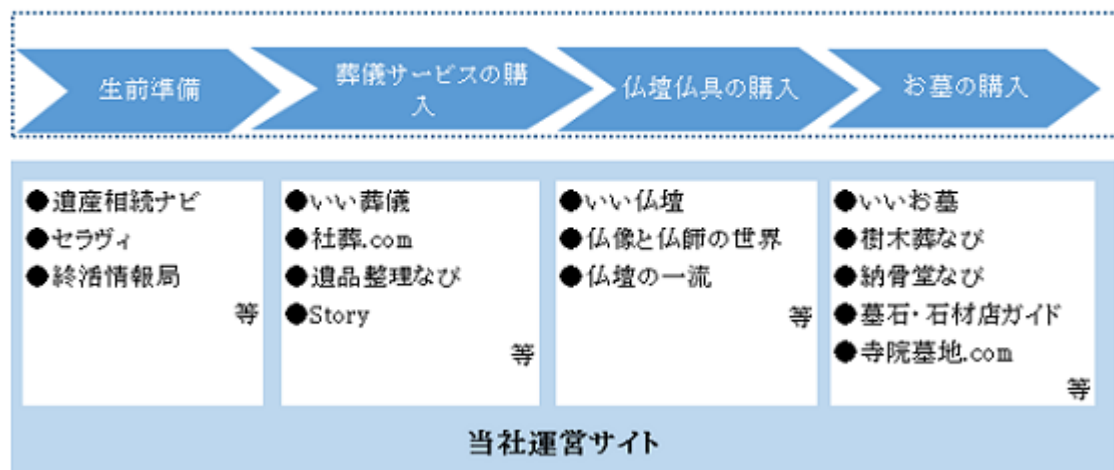 生前準備
葬儀サービスの購
入
仏壇仏具の購入
お墓の購入
●遺産相続ナビ
●セラヴィ
●終活情報局
等
●いい葬儀
●社葬.com
●遺品整理なび
●Story
等
●いい仏壇
●仏像と仏師の世界
●仏壇の一流
等
●いいお墓
●樹木葬なび
●納骨堂なび
●墓石・石材店ガイド
●寺院墓地.com
等
当社運営サイト